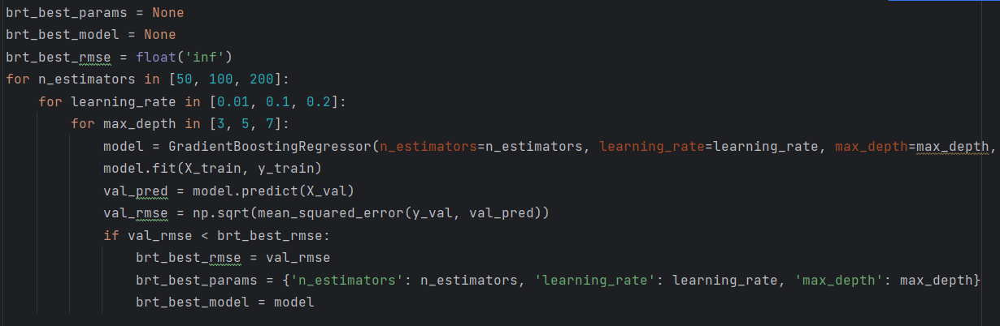 brt_best_params = None
brt_best_model = None
brt_best_rmse = float('inf')
for n_estimators in [50, 100, 200]:
    for learning_rate in [0.01, 0.1, 0.2]:
        for max_depth in [3, 5, 7]:
            model = GradientBoostingRegressor(n_estimators=n_estimators, learning_rate=learning_rate, max_depth=max_depth,
            model.fit(X_train, y_train)
            val_pred = model.predict(X_val)
            val_rmse = np.sqrt(mean_squared_error(y_val, val_pred))
            if val_rmse < brt_best_rmse:
                brt_best_rmse = val_rmse
                brt_best_params = {'n_estimators': n_estimators, 'learning_rate': learning_rate, 'max_depth': max_depth}
                brt_best_model = model